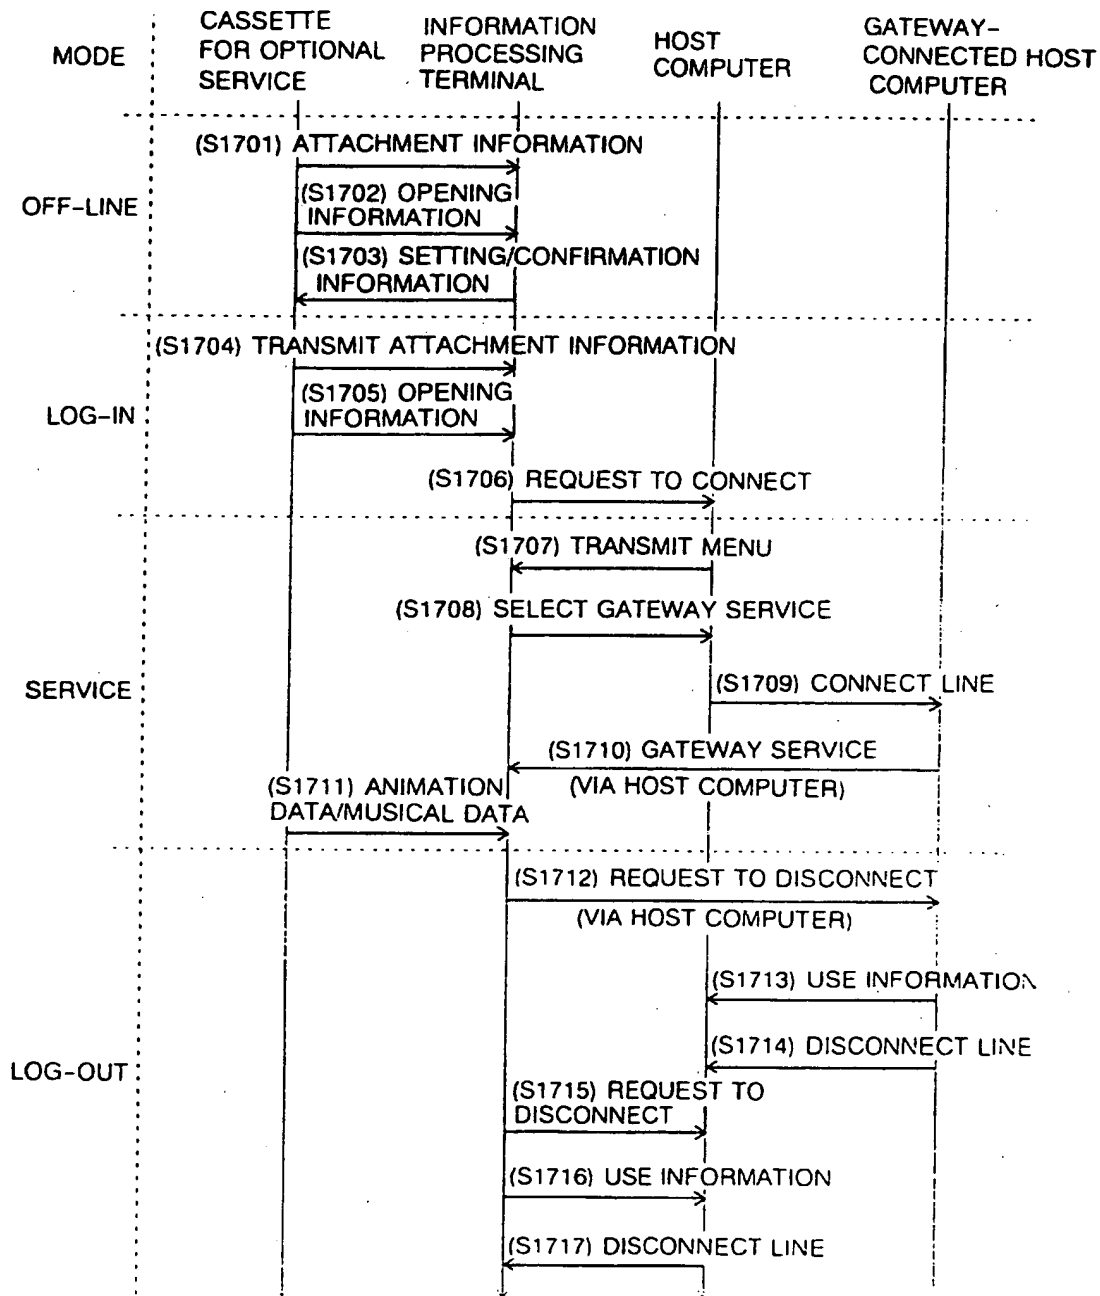 MODE
CASSETTE
FOR OPTIONAL
SERVICE
INFORMATION
PROCESSING
TERMINAL
HOST
COMPUTER
GATEWAY-
CONNECTED HOST
COMPUTER
OFF-LINE
(S1701) ATTACHMENT INFORMATION
(S1702) OPENING
INFORMATION
(S1703) SETTING/CONFIRMATION
INFORMATION
LOG-IN
(S1704) TRANSMIT ATTACHMENT INFORMATION
(S1705) OPENING
INFORMATION
(S1706) REQUEST TO CONNECT
SERVICE
(S1707) TRANSMIT MENU
(S1708) SELECT GATEWAY SERVICE
(S1709) CONNECT LINE
(S1710) GATEWAY SERVICE
(VIA HOST COMPUTER)
(S1711) ANIMATION
DATA/MUSICAL DATA
LOG-OUT
(S1712) REQUEST TO DISCONNECT
(VIA HOST COMPUTER)
(S1713) USE INFORMATION
(S1714) DISCONNECT LINE
(S1715) REQUEST TO
DISCONNECT
(S1716) USE INFORMATION
(S1717) DISCONNECT LINE